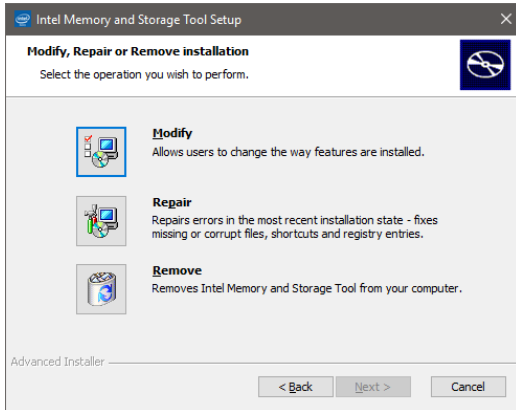 Intel Memory and Storage Tool Setup
Modify, Repair or Remove installation
Select the operation you wish to perform.
Modify
Allows users to change the way features are installed.
Repair
Repairs errors in the most recent installation state - fixes
missing or corrupt files, shortcuts and registry entries.
Remove
Removes Intel Memory and Storage Tool from your computer.
Advanced Installer
< Back Next > Cancel